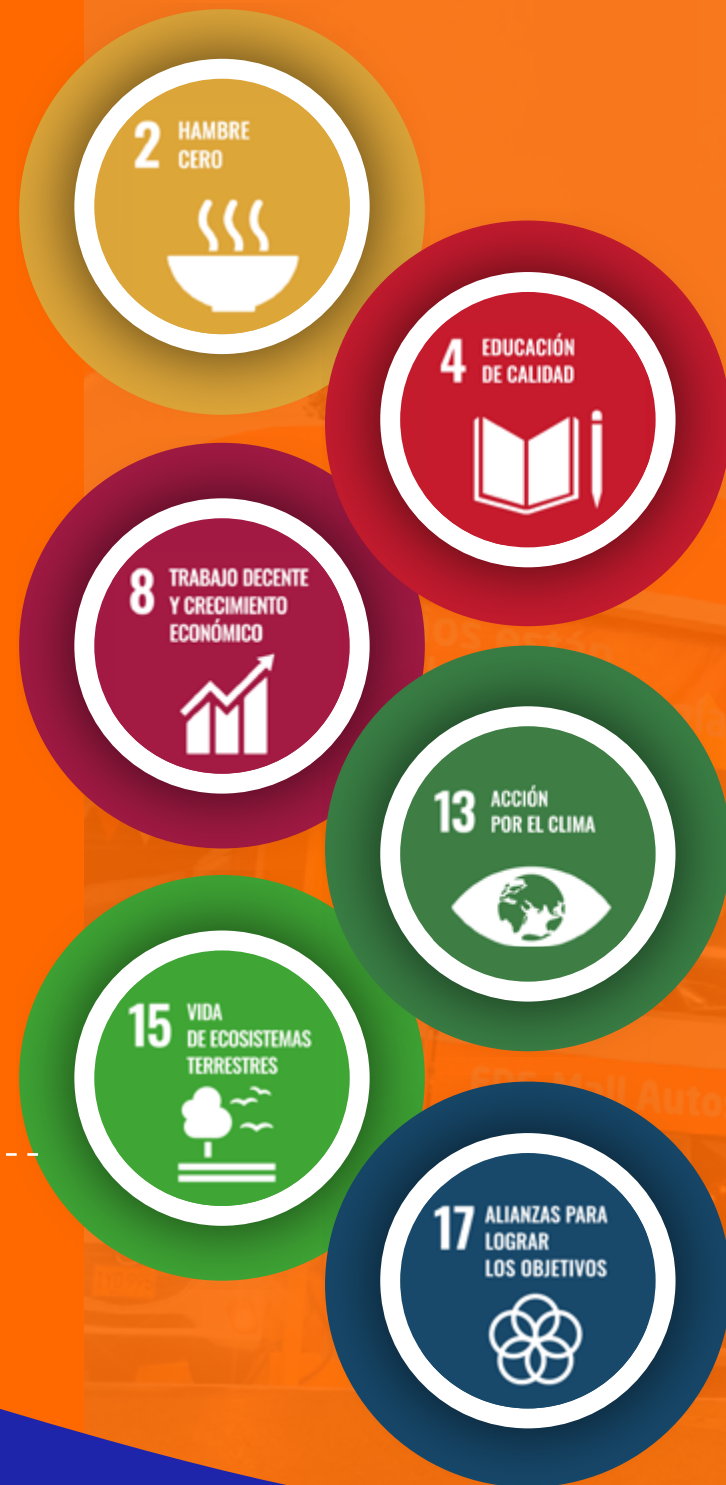 2 HAMBRE
CERO
4 EDUCACIÓN
DE CALIDAD
8 TRABAJO DECENTE
Y CRECIMIENTO
ECONÓMICO
13 ACCIÓN
POR EL CLIMA
15 VIDA
DE ECOSISTEMAS
TERRESTRES
17 ALIANZAS PARA
LOGRAR
LOS OBJETIVOS